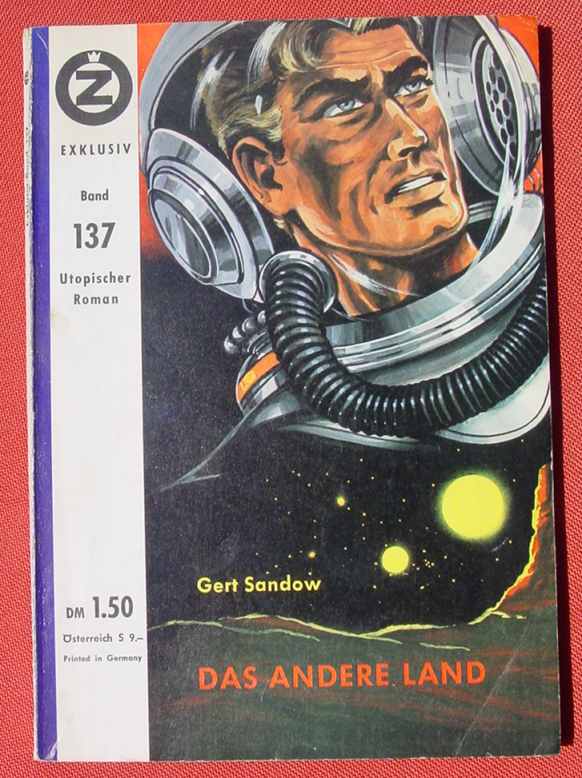 Z
EXKLUSIV
Band
137
Utopischer
Roman
DM 1.50
Österreich S 9.-
Printed in Germany
Gert Sandow
DAS ANDERE LAND